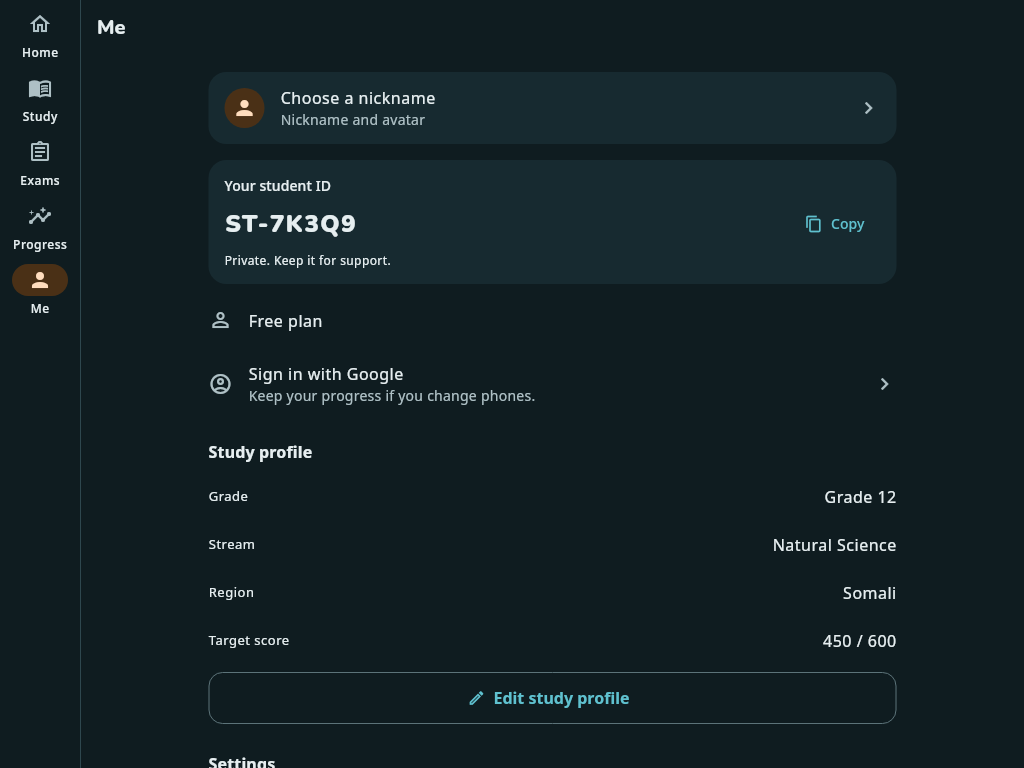 Me
Home
Study
Exams
Progress
Me
Choose a nickname
Nickname and avatar
Your student ID
ST-7K3Q9
Copy
Private. Keep it for support.
Free plan
Sign in with Google
Keep your progress if you change phones.
Study profile
Grade
Grade 12
Stream
Natural Science
Region
Somali
Target score
450 / 600
Edit study profile
Settings